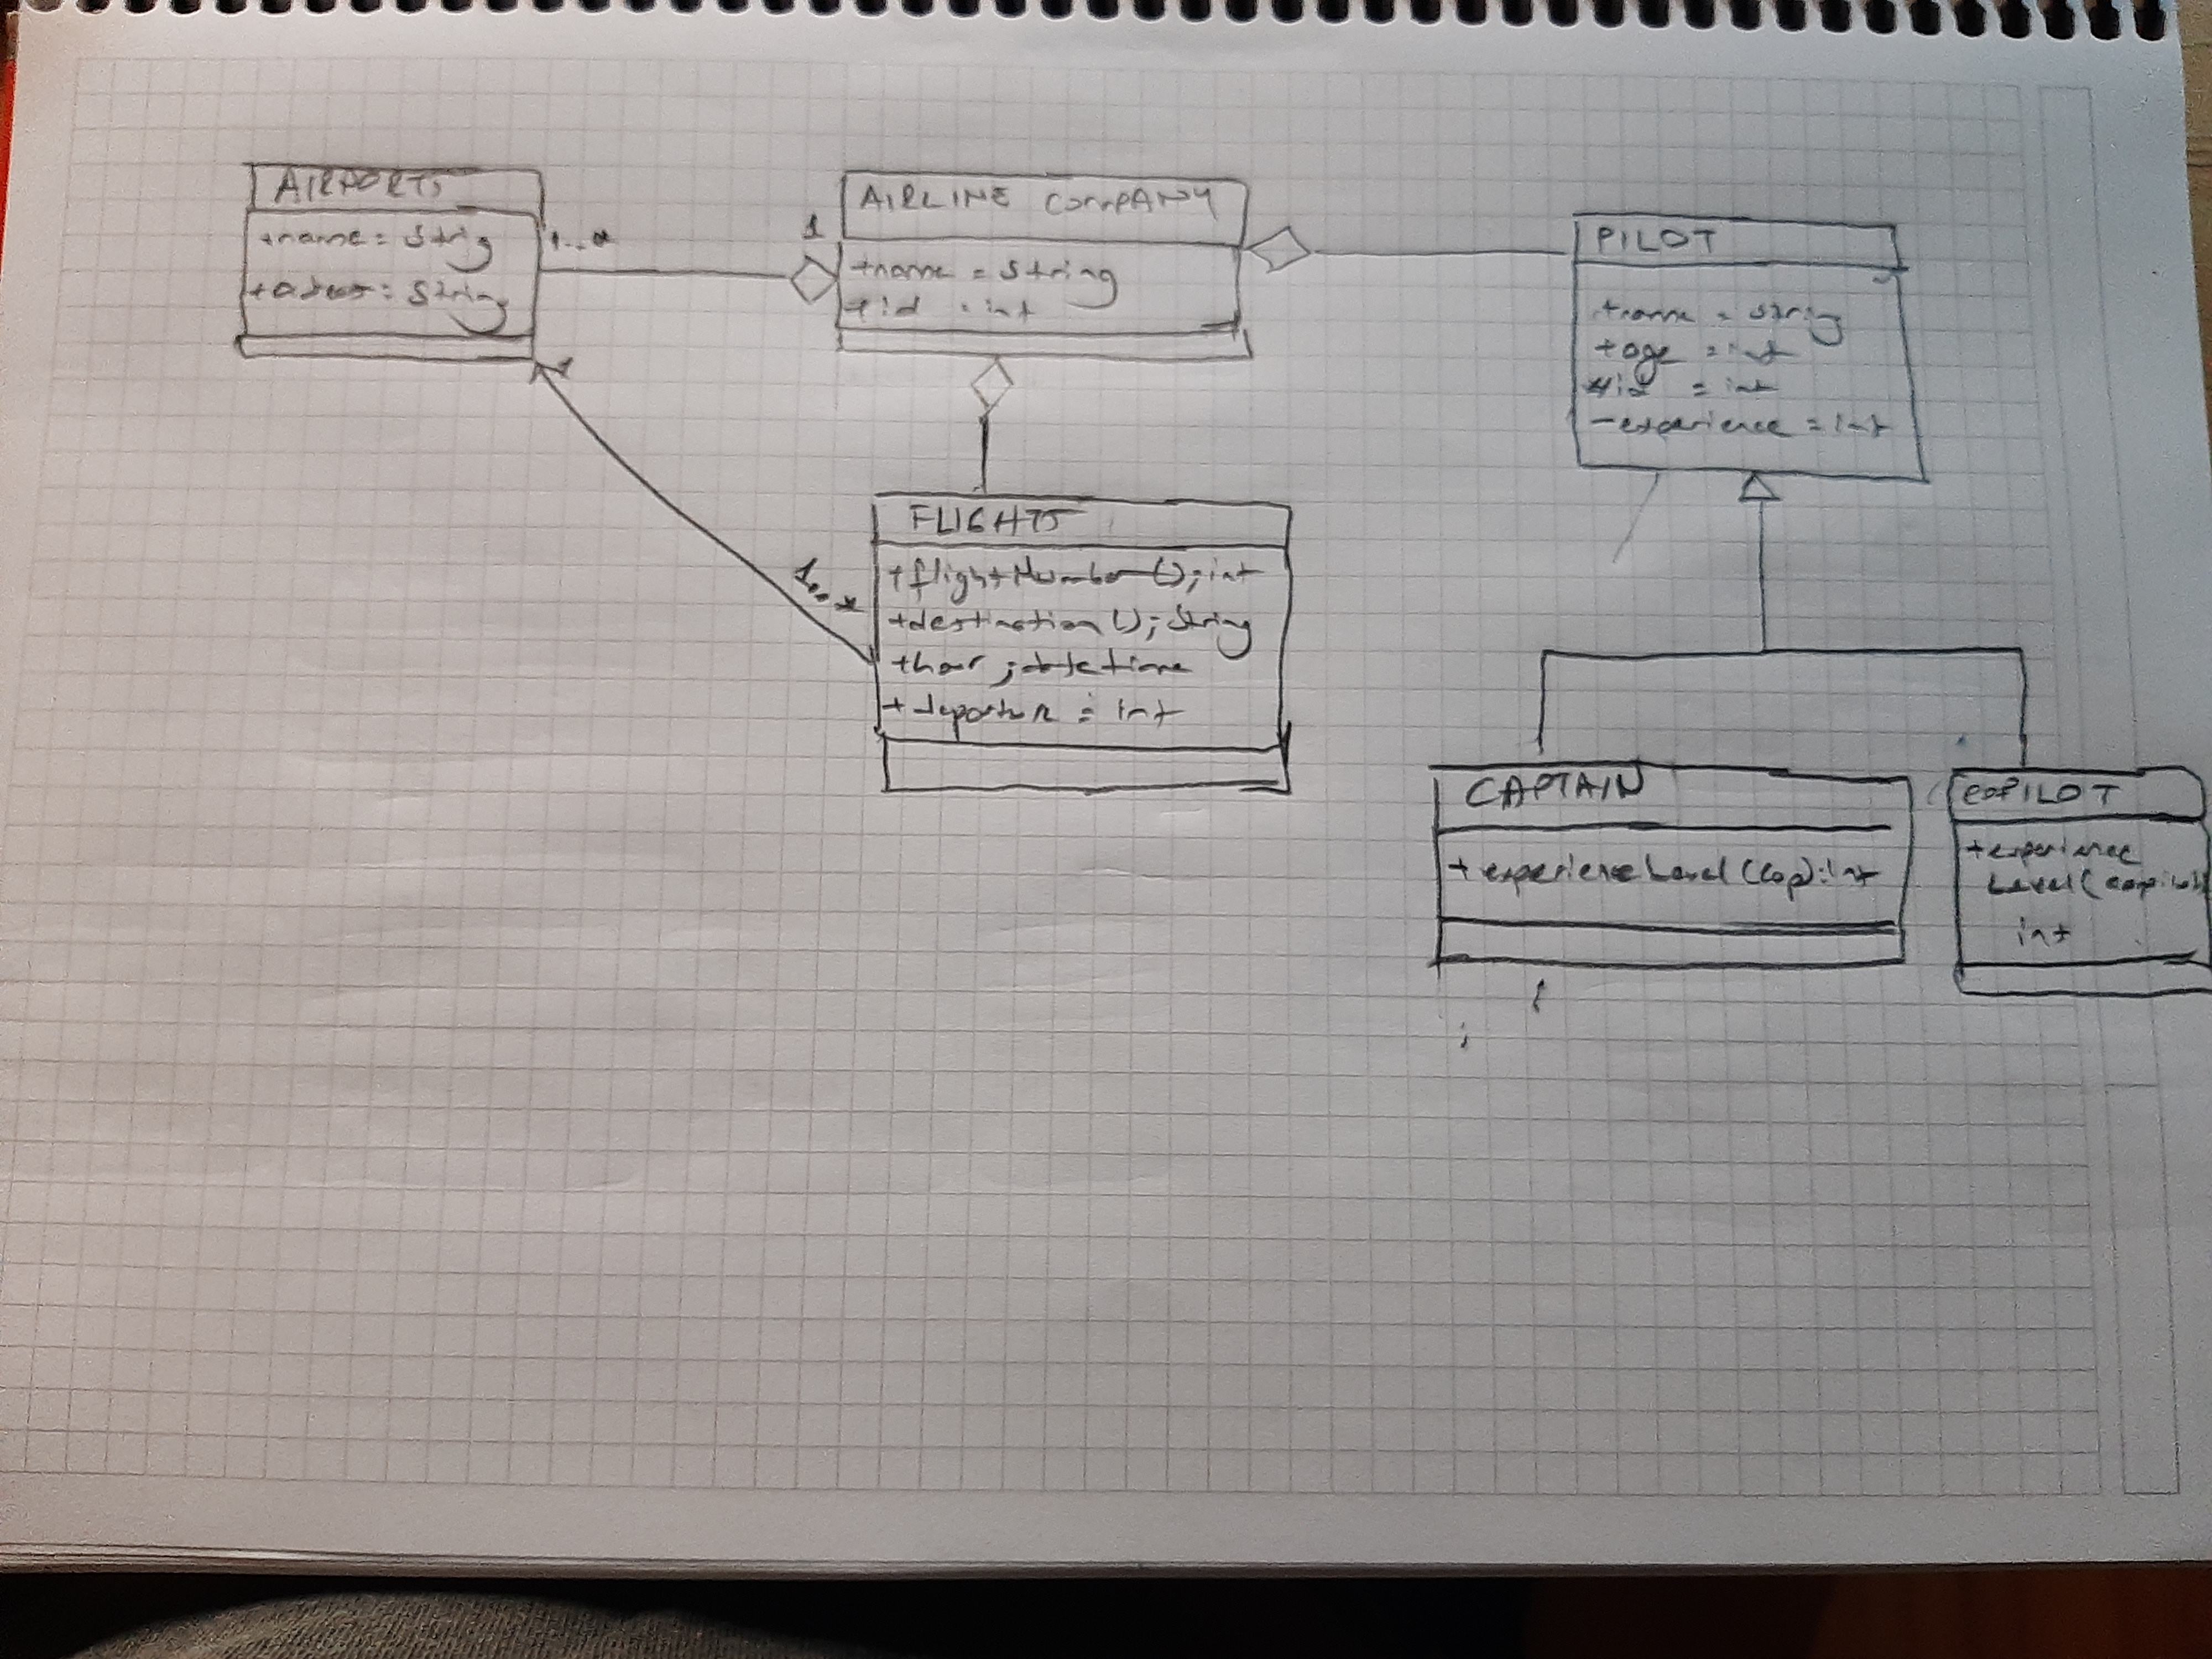 AIRPORTS
+name = Strig
: String
1..*
1
AIRLINE COMPANY
+name = String
+id : int
PILOT
+name = String
+age = int
#id = int
-experience = int
1
1..*
FLIGHTS
+flightNumber(); int
+destination(); String
+hour ; datetime
+departure = int
CAPTAIN
+experienceLevel(Cap):int
COPILOT
+experience
Level(copilot)
int